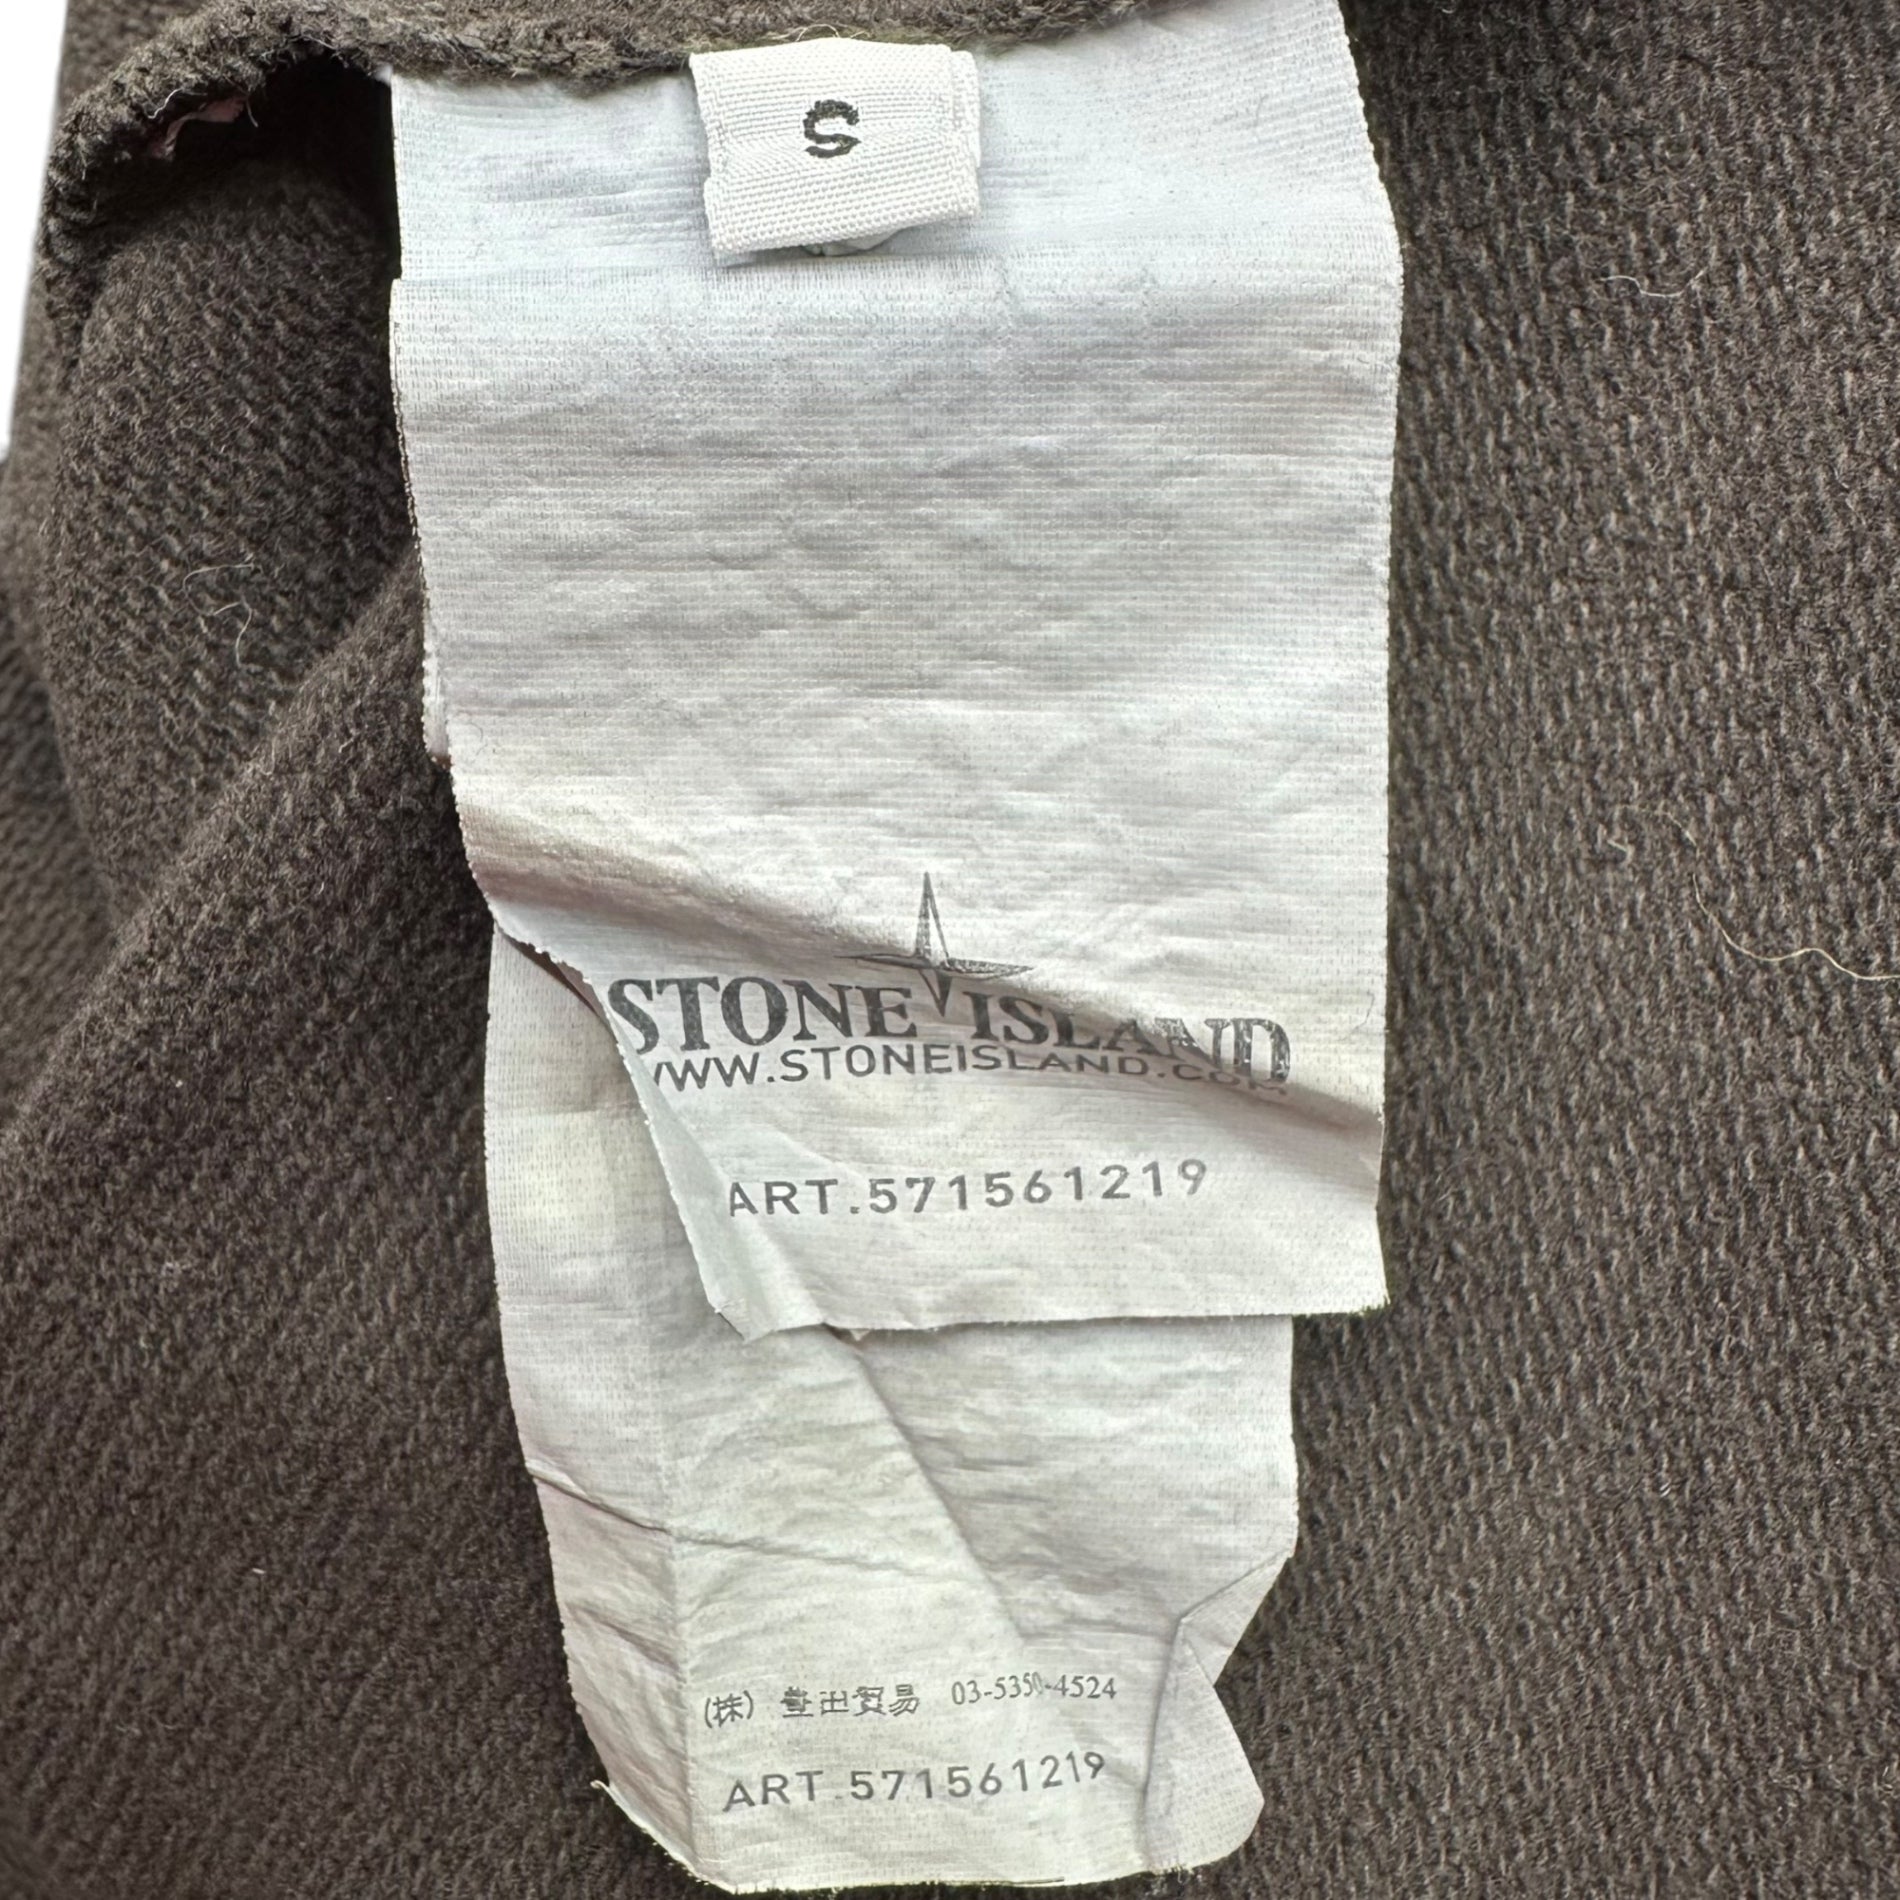 S
STONE ISLAND
WWW.STONEISLAND.COM
ART.571561219
(株) 豊田貿易 03-5350-4524
ART.571561219